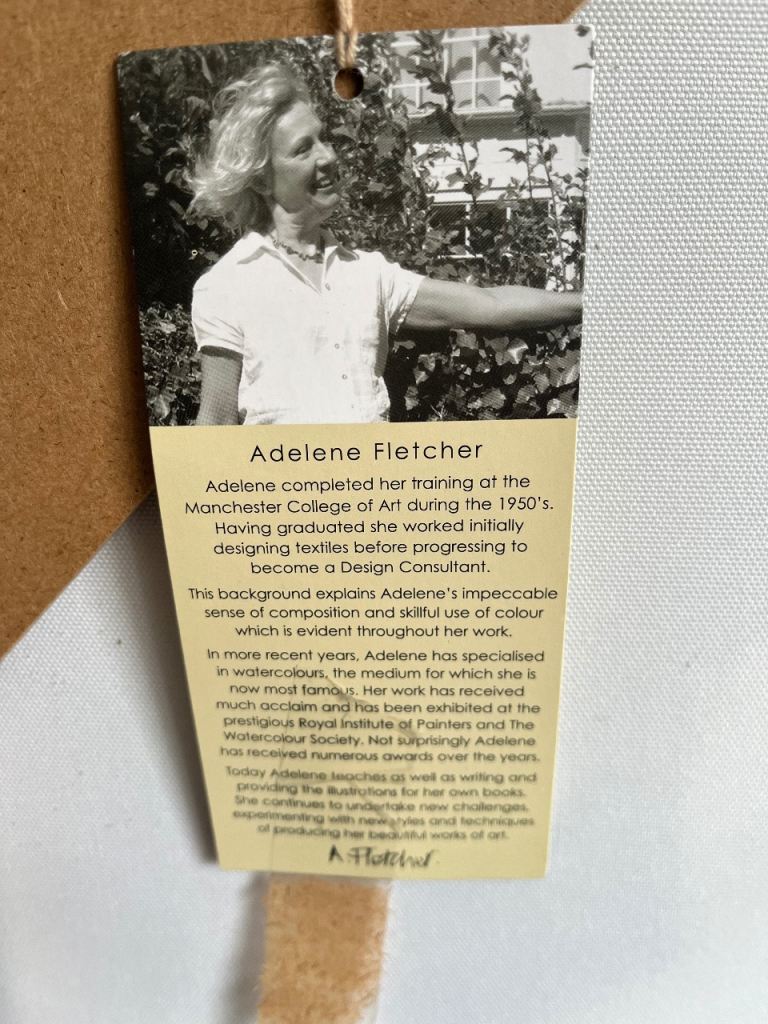 Adelene Fletcher
Adelene completed her training at the
Manchester College of Art during the 1950's.
Having graduated she worked initially
designing textiles before progressing to
become a Design Consultant.
This background explains Adelene's impeccable
sense of composition and skillful use of colour
which is evident throughout her work.
In more recent years, Adelene has specialised
in watercolours, the medium for which she is
now most famous. Her work has received
much acclaim and has been exhibited at the
prestigious Royal Institute of Painters and The
Watercolour Society. Not surprisingly Adelene
has received numerous awards over the years.
Today Adelene teaches as well as writing and
providing the illustrations for her own books.
She continues to undertake new challenges,
experimenting with new styles and techniques
of producing her beautiful works of art.
A. Fletcher.